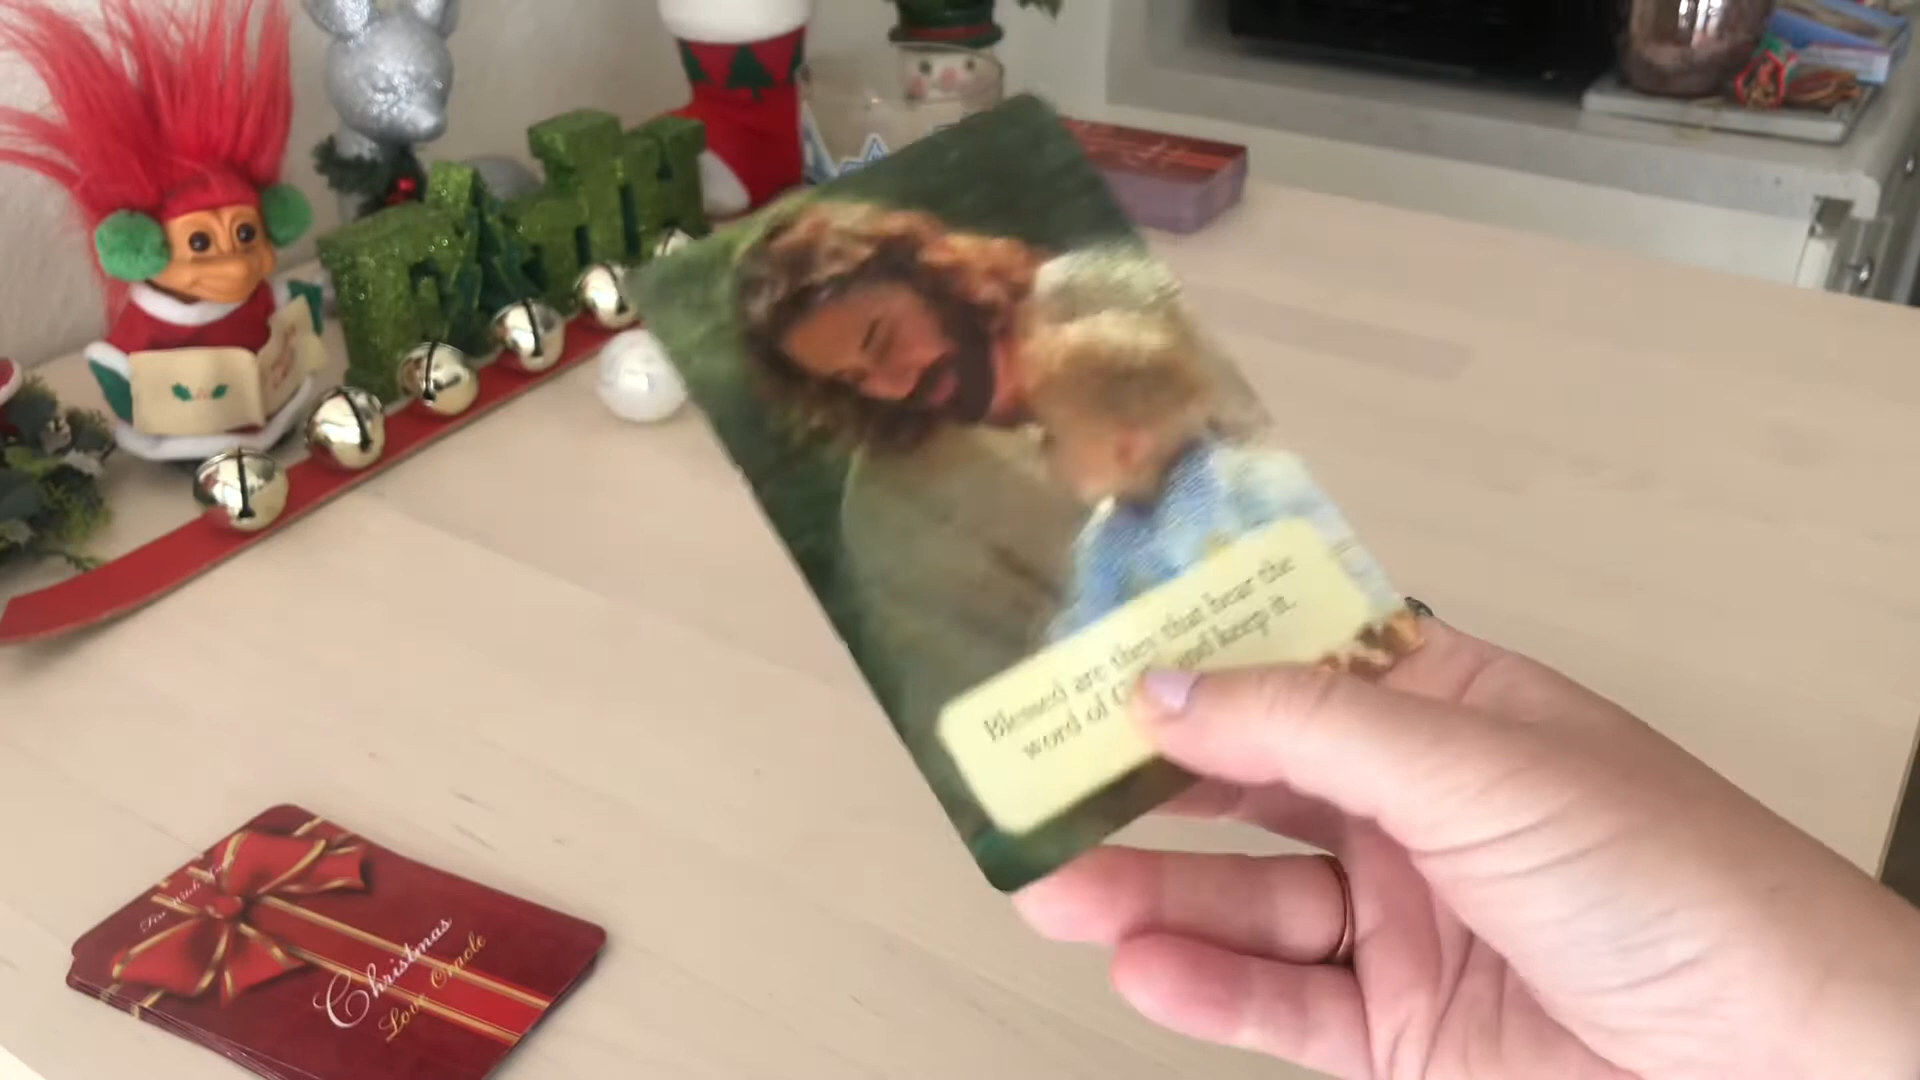 Blessed are they that hear the
word of and keep it.
Christmas
Love Oracle